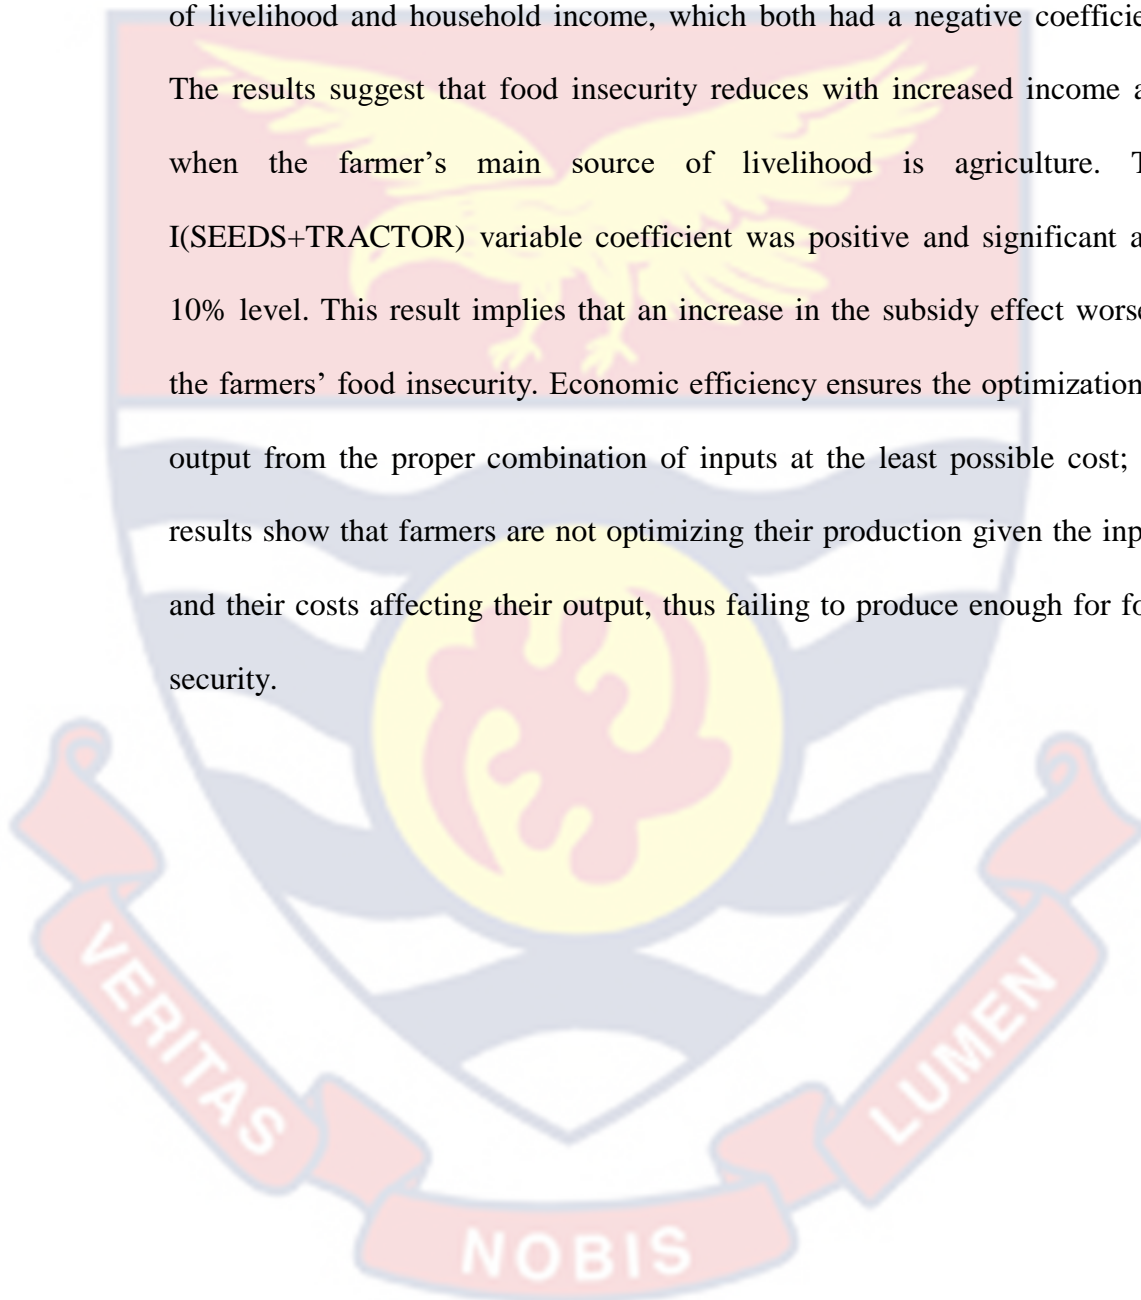 of livelihood and household income, which both had a negative
The results suggest that food insecurity reduces with increased income
when the farmer’s main source of livelihood is agriculture.
I(SEEDS+TRACTOR) variable coefficient was positive and significant
10% level. This result implies that an increase in the subsidy effect
the farmers’ food insecurity. Economic efficiency ensures the optimization
output from the proper combination of inputs at the least possible cost;
results show that farmers are not optimizing their production given the
and their costs affecting their output, thus failing to produce enough for
security.
VERITAS
NOBIS
LUMEN